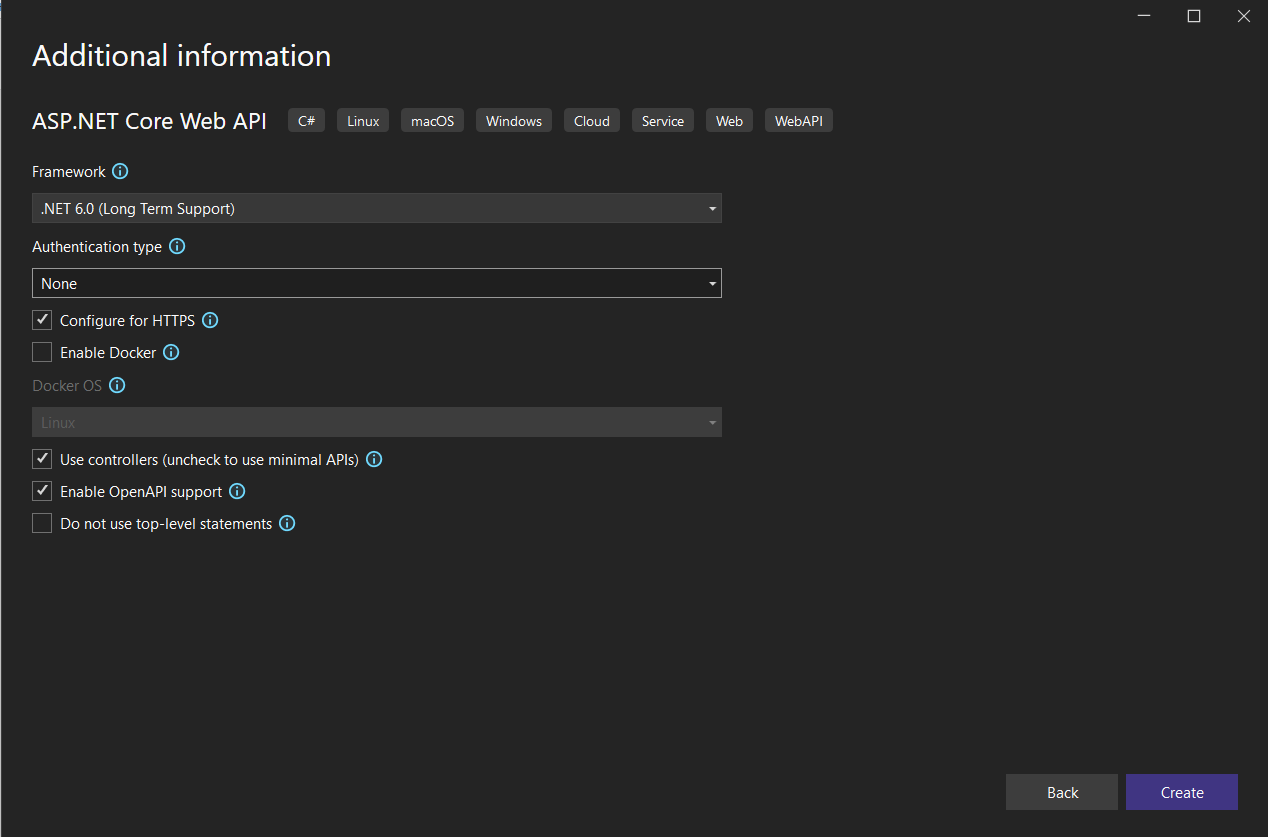 Additional information
ASP.NET Core Web API C# Linux macOS Windows Cloud Service Web WebAPI
Framework
.NET 6.0 (Long Term Support)
Authentication type
None
Configure for HTTPS
Enable Docker
Docker OS
Linux
Use controllers (uncheck to use minimal APIs)
Enable OpenAPI support
Do not use top-level statements
Back Create